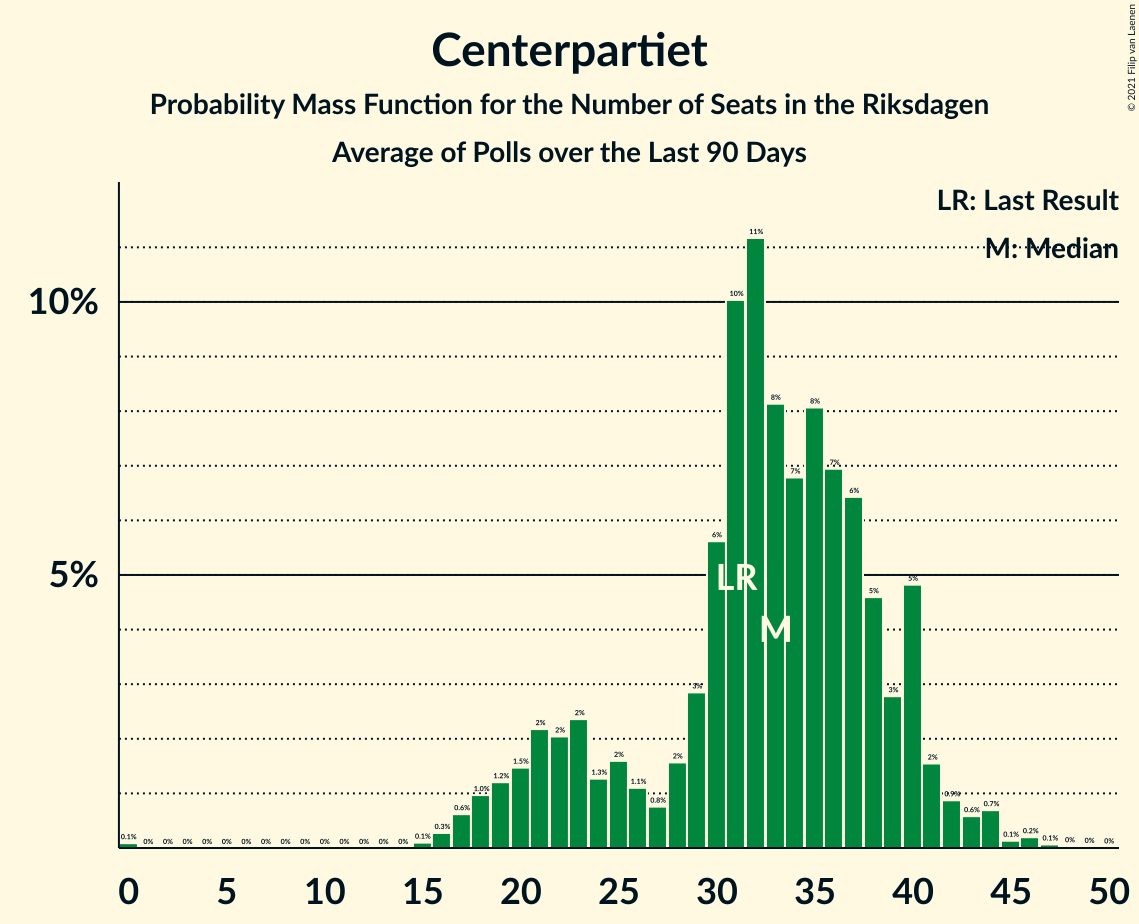 © 2021 Filip van Laenen
Centerpartiet
Probability Mass Function for the Number of Seats in the Riksdagen
Average of Polls over the Last 90 Days
LR: Last Result
M: Median
10%
5%
0.1% 0% 0% 0% 0% 0% 0% 0% 0% 0% 0% 0% 0% 0% 0% 0.1% 0.3% 0.6% 1.0% 1.2% 1.5% 2% 2% 2% 1.3% 2% 1.1% 0.8% 2% 3% 6% 10% 11% 8% 7% 8% 7% 6% 5% 3% 5% 2% 0.9% 0.6% 0.7% 0.1% 0.2% 0.1% 0% 0% 0%
LR
M
0 5 10 15 20 25 30 35 40 45 50